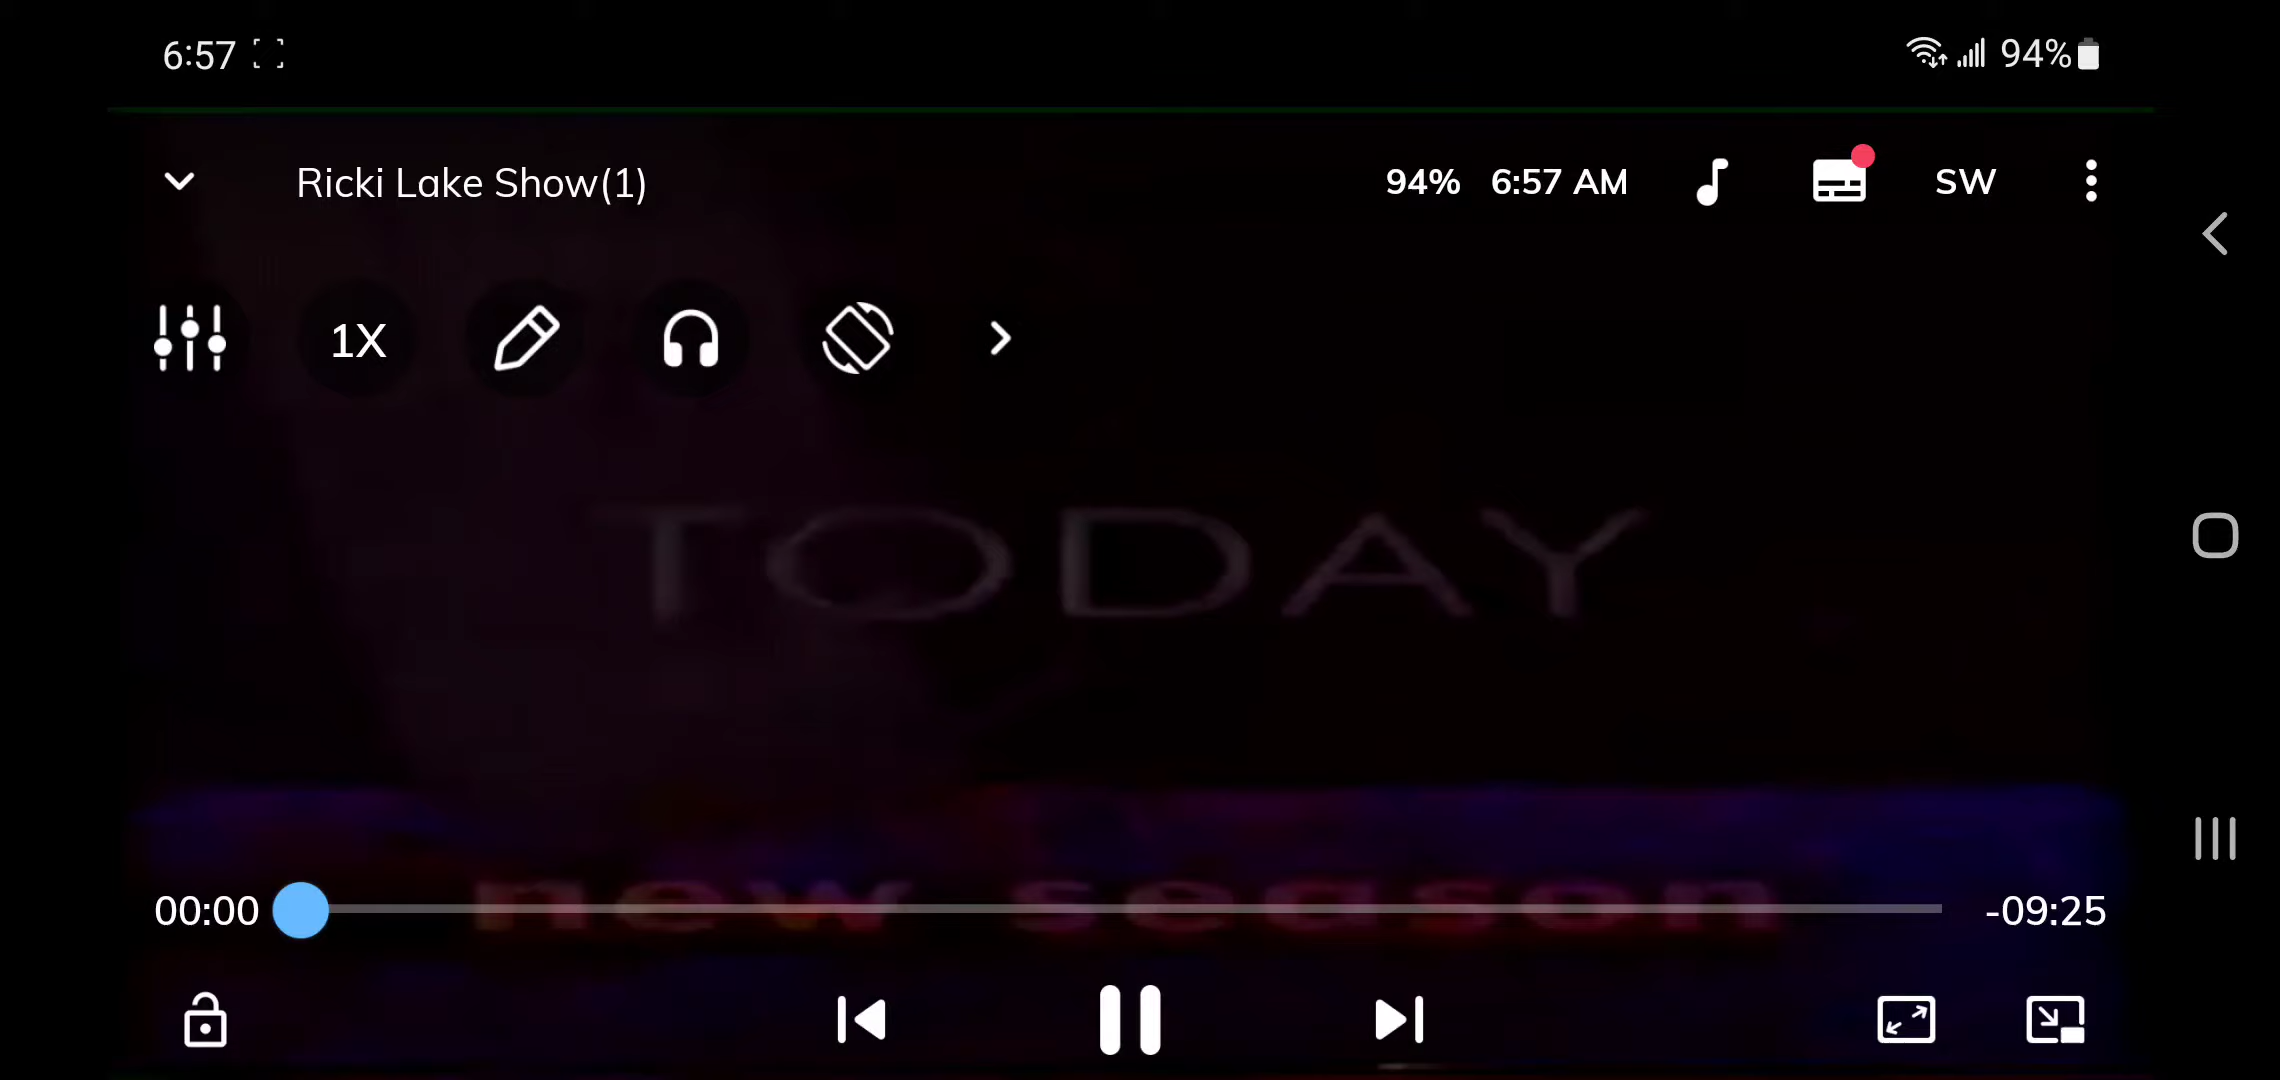 6:57
94%
Ricki Lake Show(1)
94% 6:57 AM
SW
1X
TODAY
new season
00:00
-09:25